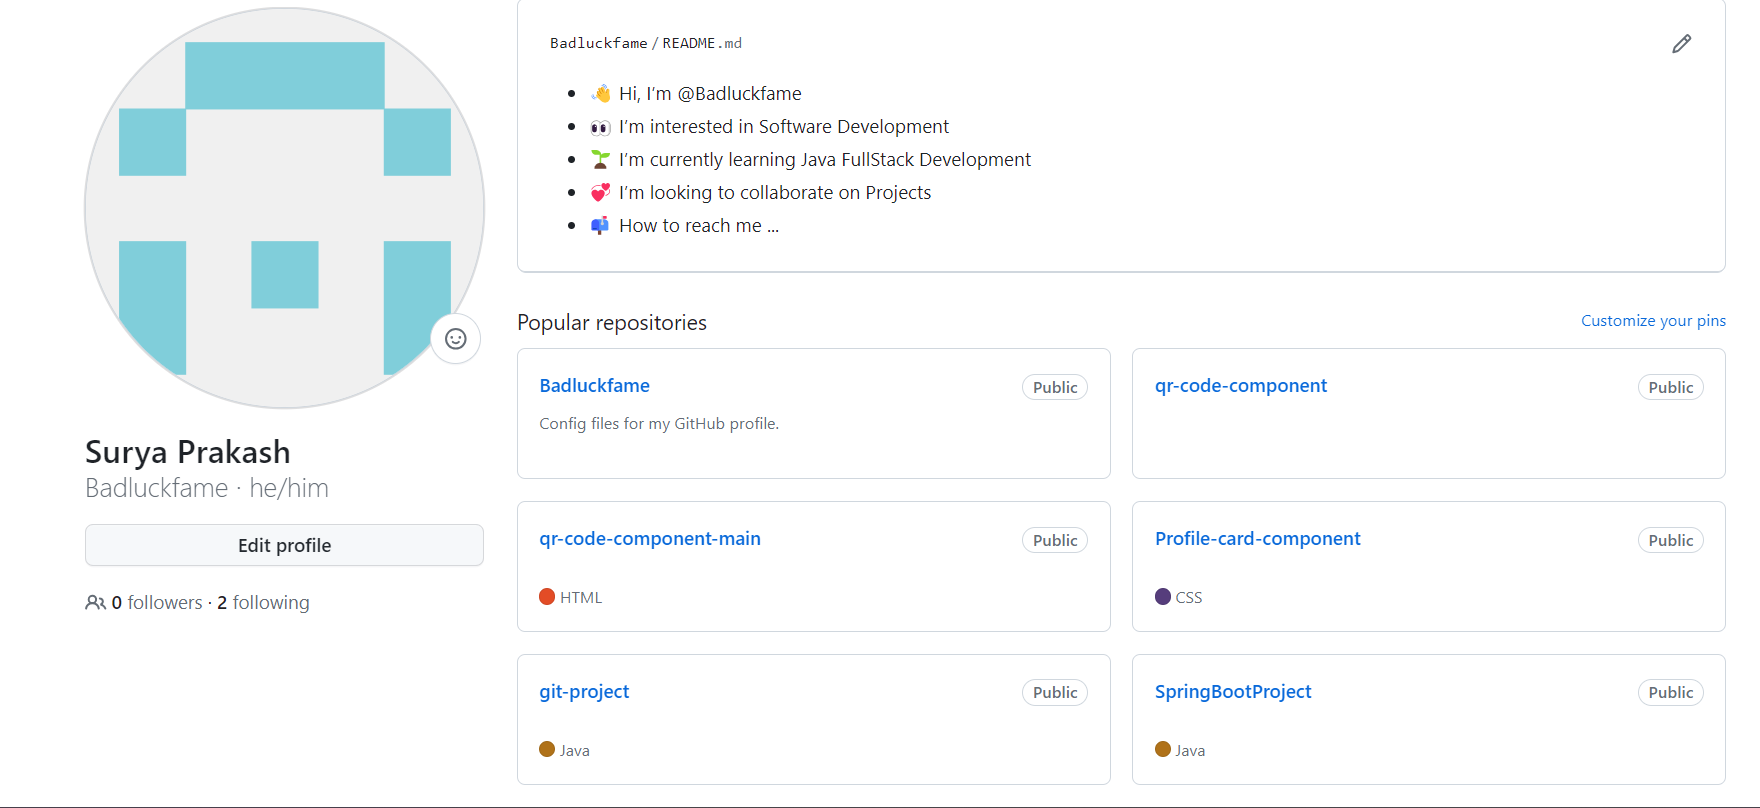 Surya Prakash
Badluckfame · he/him
Edit profile
0 followers · 2 following
Badluckfame / README.md
👋 Hi, I’m @Badluckfame
👀 I’m interested in Software Development
🌱 I’m currently learning Java FullStack Development
💞️ I’m looking to collaborate on Projects
📫 How to reach me ...
Popular repositories
Customize your pins
Badluckfame Public
Config files for my GitHub profile.
qr-code-component Public
qr-code-component-main Public
HTML
Profile-card-component Public
CSS
git-project Public
Java
SpringBootProject Public
Java